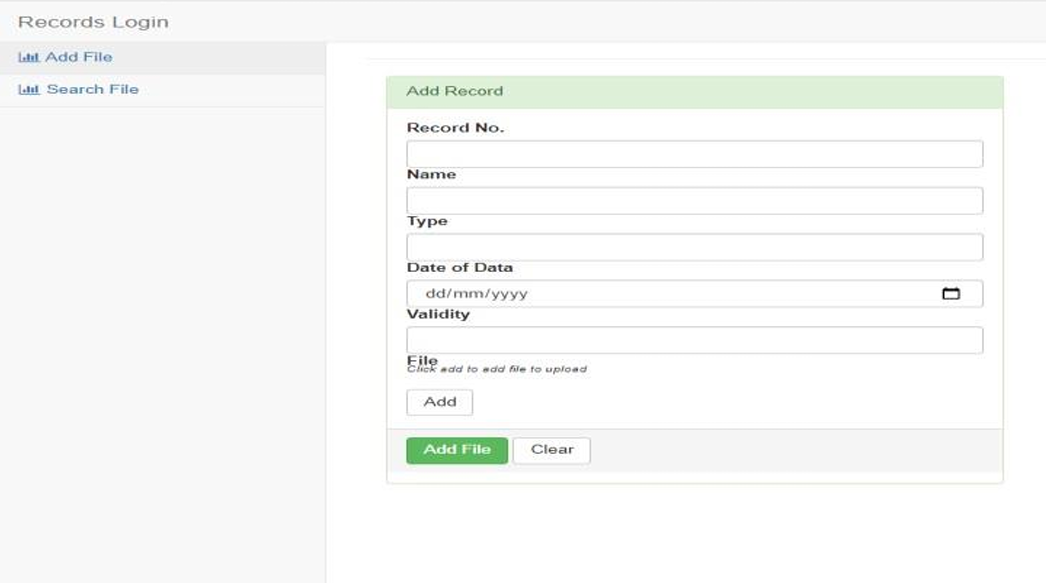 Records Login
Add File
Search File
Add Record
Record No.
Name
Type
Date of Data
dd/mm/yyyy
Validity
File
Click add to add file to upload
Add
Add File Clear